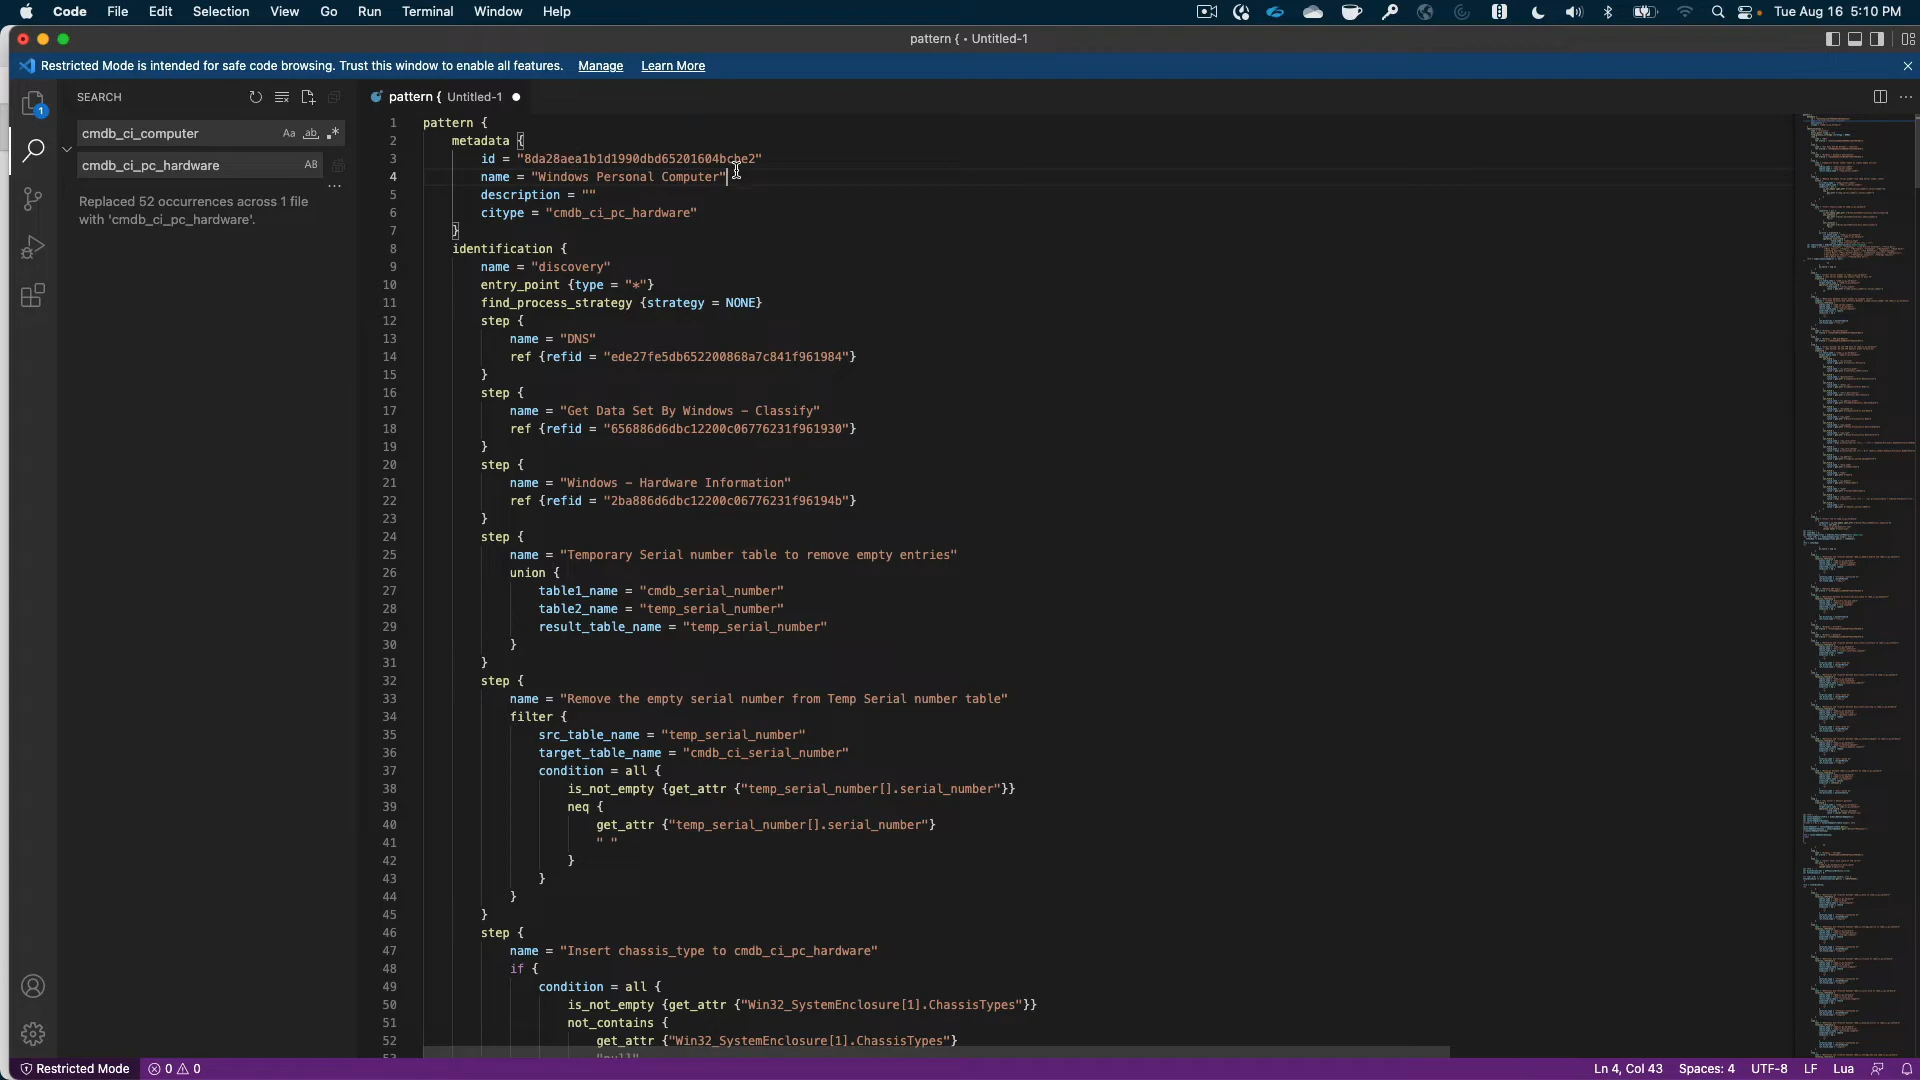 Code File Edit Selection View Go Run Terminal Window Help Tue Aug 16 5:10 PM
pattern { • Untitled-1
Restricted Mode is intended for safe code browsing. Trust this window to enable all features. Manage Learn More
SEARCH
cmdb_ci_computer Aa ab
cmdb_ci_pc_hardware AB
Replaced 52 occurrences across 1 file
with 'cmdb_ci_pc_hardware'.
1
pattern { Untitled-1
1 pattern {
2 metadata {
3 id = "8da28aea1b1d1990dbd65201604bcbe2"
4 name = "Windows Personal Computer"
5 description = ""
6 citype = "cmdb_ci_pc_hardware"
7 }
8 identification {
9 name = "discovery"
10 entry_point {type = "*"}
11 find_process_strategy {strategy = NONE}
12 step {
13 name = "DNS"
14 ref {refid = "ede27fe5db652200868a7c841f961984"}
15 }
16 step {
17 name = "Get Data Set By Windows – Classify"
18 ref {refid = "656886d6dbc12200c06776231f961930"}
19 }
20 step {
21 name = "Windows – Hardware Information"
22 ref {refid = "2ba886d6dbc12200c06776231f96194b"}
23 }
24 step {
25 name = "Temporary Serial number table to remove empty entries"
26 union {
27 table1_name = "cmdb_serial_number"
28 table2_name = "temp_serial_number"
29 result_table_name = "temp_serial_number"
30 }
31 }
32 step {
33 name = "Remove the empty serial number from Temp Serial number table"
34 filter {
35 src_table_name = "temp_serial_number"
36 target_table_name = "cmdb_ci_serial_number"
37 condition = all {
38 is_not_empty {get_attr {"temp_serial_number[].serial_number"}}
39 neq {
40 get_attr {"temp_serial_number[].serial_number"}
41 " "
42 }
43 }
44 }
45 }
46 step {
47 name = "Insert chassis_type to cmdb_ci_pc_hardware"
48 if {
49 condition = all {
50 is_not_empty {get_attr {"Win32_SystemEnclosure[1].ChassisTypes"}}
51 not_contains {
52 get_attr {"Win32_SystemEnclosure[1].ChassisTypes"}
53 "null"
Restricted Mode 0 0 Ln 4, Col 43 Spaces: 4 UTF-8 LF Lua